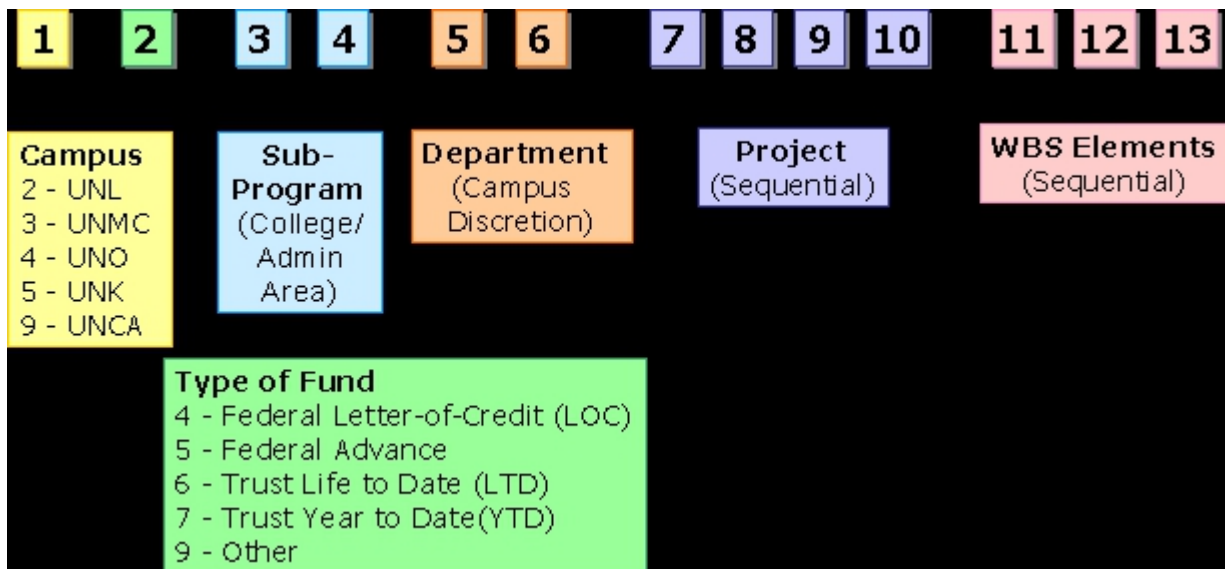 1 2 3 4 5 6 7 8 9 10 11 12 13
Campus
2 - UNL
3 - UNMC
4 - UNO
5 - UNK
9 - UNCA
Sub-
Program
(College/
Admin
Area)
Department
(Campus
Discretion)
Project
(Sequential)
WBS Elements
(Sequential)
Type of Fund
4 - Federal Letter-of-Credit (LOC)
5 - Federal Advance
6 - Trust Life to Date (LTD)
7 - Trust Year to Date(YTD)
9 - Other